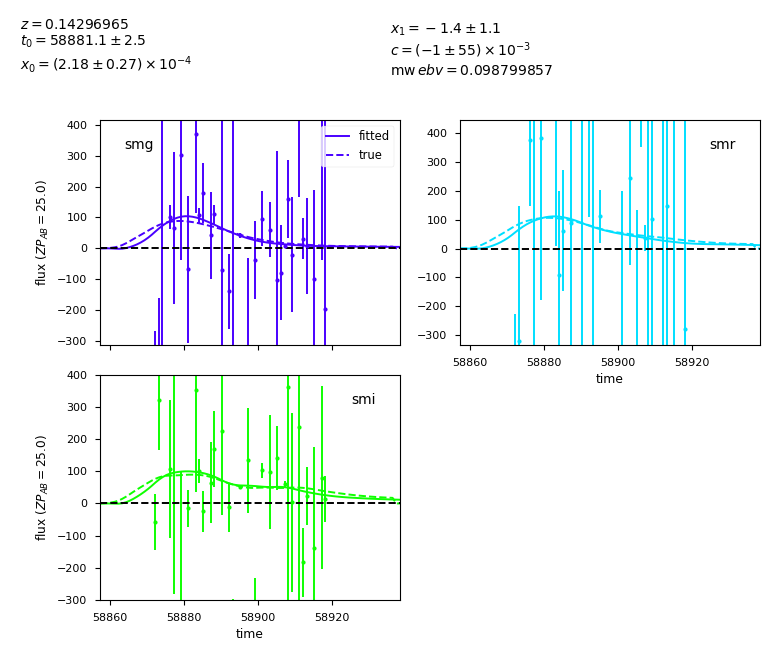 z = 0.14296965
t₀ = 58881.1 ± 2.5
x₀ = (2.18 ± 0.27) × 10⁻⁴
x₁ = −1.4 ± 1.1
c = (−1 ± 55) × 10⁻³
mw ebv = 0.098799857
smg
fitted
true
flux (ZP_AB = 25.0)
400
300
200
100
0
−100
−200
−300
smr
400
300
200
100
0
−100
−200
−300
58860 58880 58900 58920
time
smi
flux (ZP_AB = 25.0)
400
300
200
100
0
−100
−200
−300
58860 58880 58900 58920
time